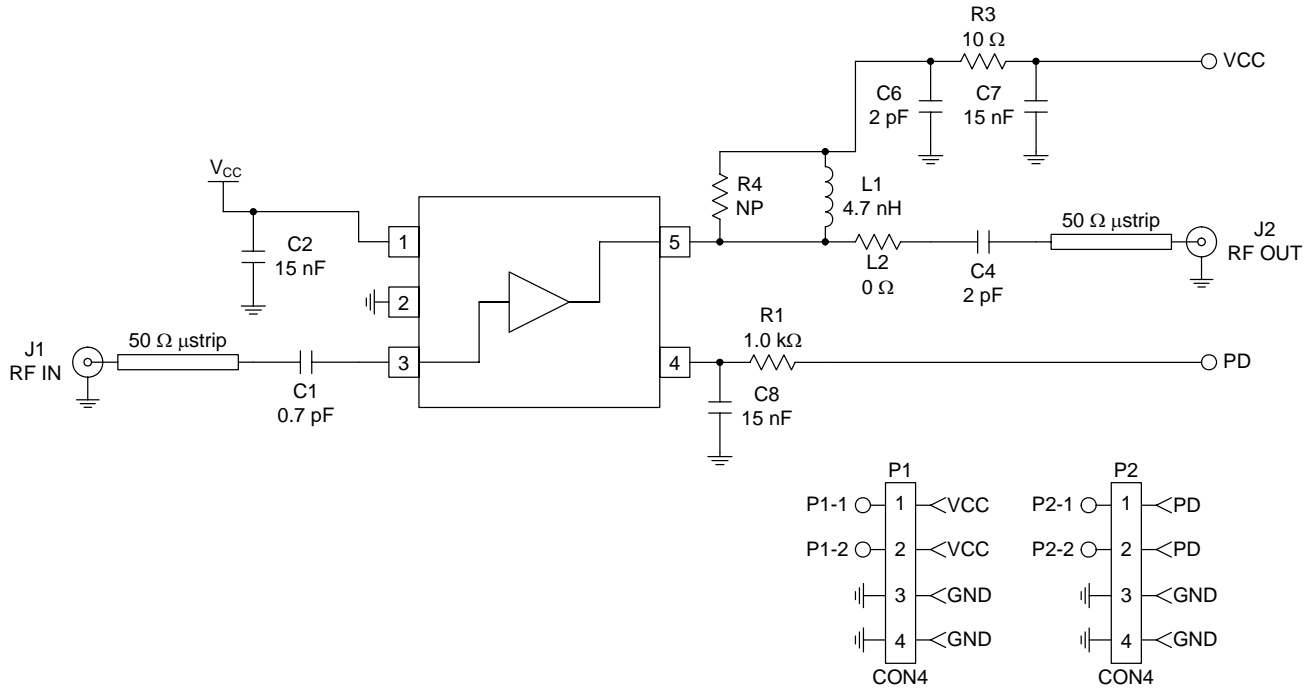 R3
10 Ω
VCC
C6
2 pF
C7
15 nF
VCC
R4
NP
L1
4.7 nH
C2
15 nF
1
5
50 Ω μstrip
J2
RF OUT
L2
0 Ω
C4
2 pF
2
R1
1.0 kΩ
J1
RF IN
50 Ω μstrip
C1
0.7 pF
3
4
PD
C8
15 nF
P1
P1-1 1 VCC
P1-2 2 VCC
3 GND
4 GND
CON4
P2
P2-1 1 PD
P2-2 2 PD
3 GND
4 GND
CON4